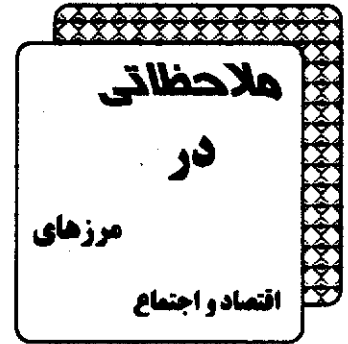 ملاحظاتی
در
مرزهای
اقتصاد و اجتماع